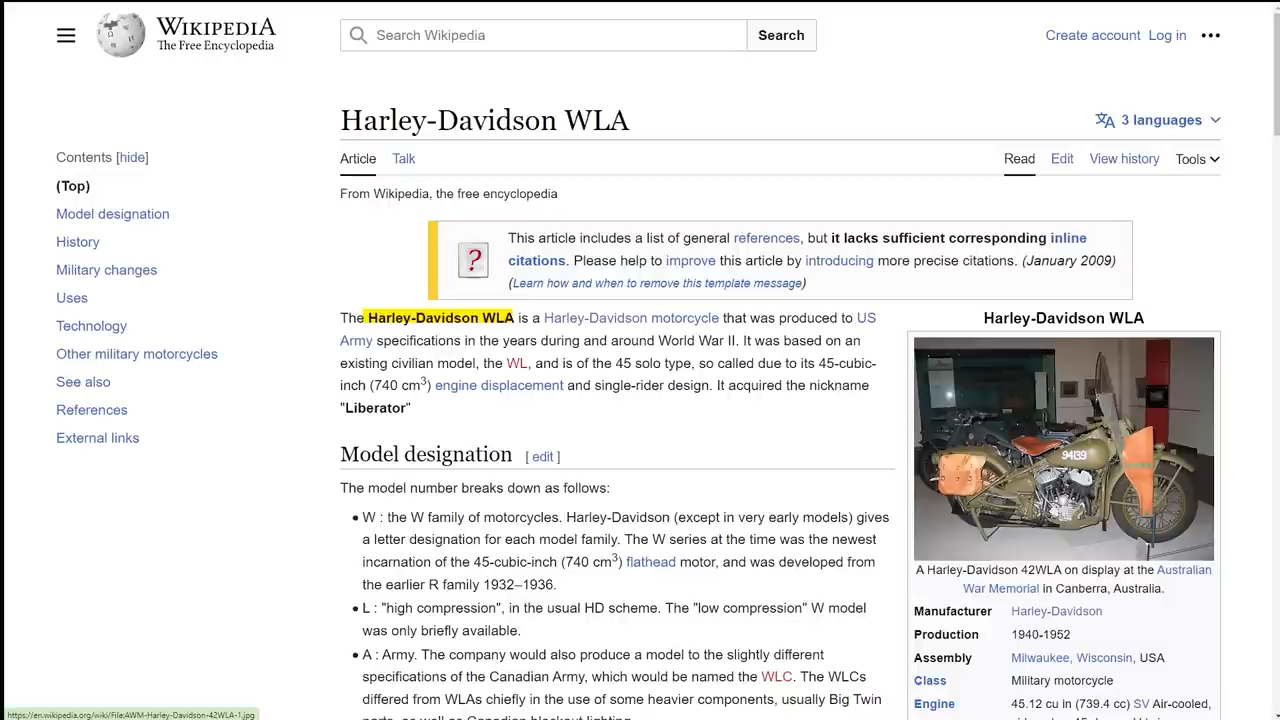 WIKIPEDIA
The Free Encyclopedia
Search Wikipedia
Search
Create account
Log in
Harley-Davidson WLA
3 languages
Article
Talk
Read
Edit
View history
Tools
From Wikipedia, the free encyclopedia
Contents [hide]
(Top)
Model designation
History
Military changes
Uses
Technology
Other military motorcycles
See also
References
External links
?
This article includes a list of general references, but it lacks sufficient corresponding inline
citations. Please help to improve this article by introducing more precise citations. (January 2009)
(Learn how and when to remove this template message)
The Harley-Davidson WLA is a Harley-Davidson motorcycle that was produced to US
Army specifications in the years during and around World War II. It was based on an
existing civilian model, the WL, and is of the 45 solo type, so called due to its 45-cubic-
inch (740 cm³) engine displacement and single-rider design. It acquired the nickname
"Liberator"
Model designation [ edit ]
The model number breaks down as follows:
• W : the W family of motorcycles. Harley-Davidson (except in very early models) gives
a letter designation for each model family. The W series at the time was the newest
incarnation of the 45-cubic-inch (740 cm³) flathead motor, and was developed from
the earlier R family 1932–1936.
• L : "high compression", in the usual HD scheme. The "low compression" W model
was only briefly available.
• A : Army. The company would also produce a model to the slightly different
specifications of the Canadian Army, which would be named the WLC. The WLCs
differed from WLAs chiefly in the use of some heavier components, usually Big Twin
parts, as well as Canadian blackout lighting.
Harley-Davidson WLA
94139
A Harley-Davidson 42WLA on display at the Australian
War Memorial in Canberra, Australia.
Manufacturer Harley-Davidson
Production 1940-1952
Assembly Milwaukee, Wisconsin, USA
Class Military motorcycle
Engine 45.12 cu in (739.4 cc) SV Air-cooled,
https://en.wikipedia.org/wiki/File:AWM-Harley-Davidson-42WLA-1.jpg